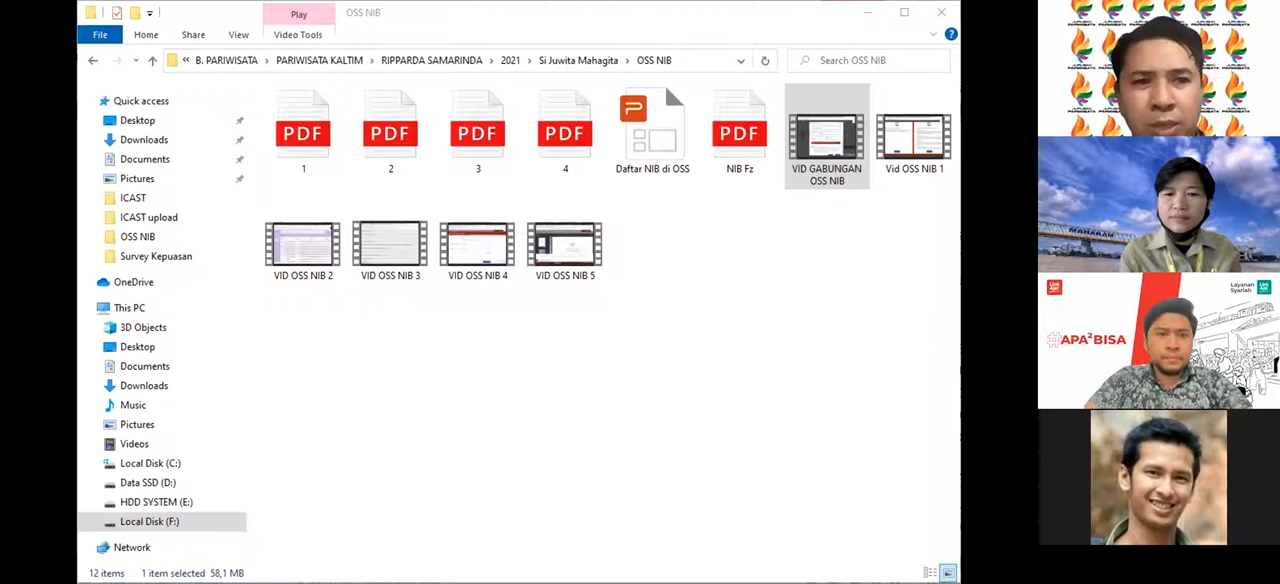 Play
OSS NIB
File
Home
Share
View
Video Tools
B. PARIWISATA
PARIWISATA KALTIM
RIPPARDA SAMARINDA
2021
Si Juwita Mahagita
OSS NIB
Search OSS NIB
Quick access
Desktop
Downloads
Documents
Pictures
ICAST
ICAST upload
OSS NIB
Survey Kepuasan
OneDrive
This PC
3D Objects
Desktop
Documents
Downloads
Music
Pictures
Videos
Local Disk (C:)
Data SSD (D:)
HDD SYSTEM (E:)
Local Disk (F:)
Network
PDF
1
PDF
2
PDF
3
PDF
4
P
Daftar NIB di OSS
PDF
NIB Fz
VID GABUNGAN
OSS NIB
Vid OSS NIB 1
VID OSS NIB 2
VID OSS NIB 3
VID OSS NIB 4
VID OSS NIB 5
12 items
1 item selected 58,1 MB
MAHAKAM
Link
Aja!
Layanan
Syariah
#APA²BISA